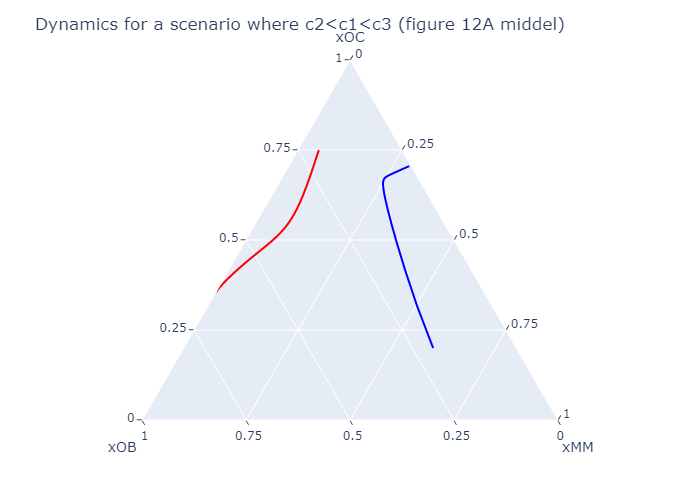 Dynamics for a scenario where c2<c1<c3 (figure 12A middel)
xOC
1 0
0.75 0.25
0.5 0.5
0.25 0.75
0 1
1 0.75 0.5 0.25 0
xOB xMM